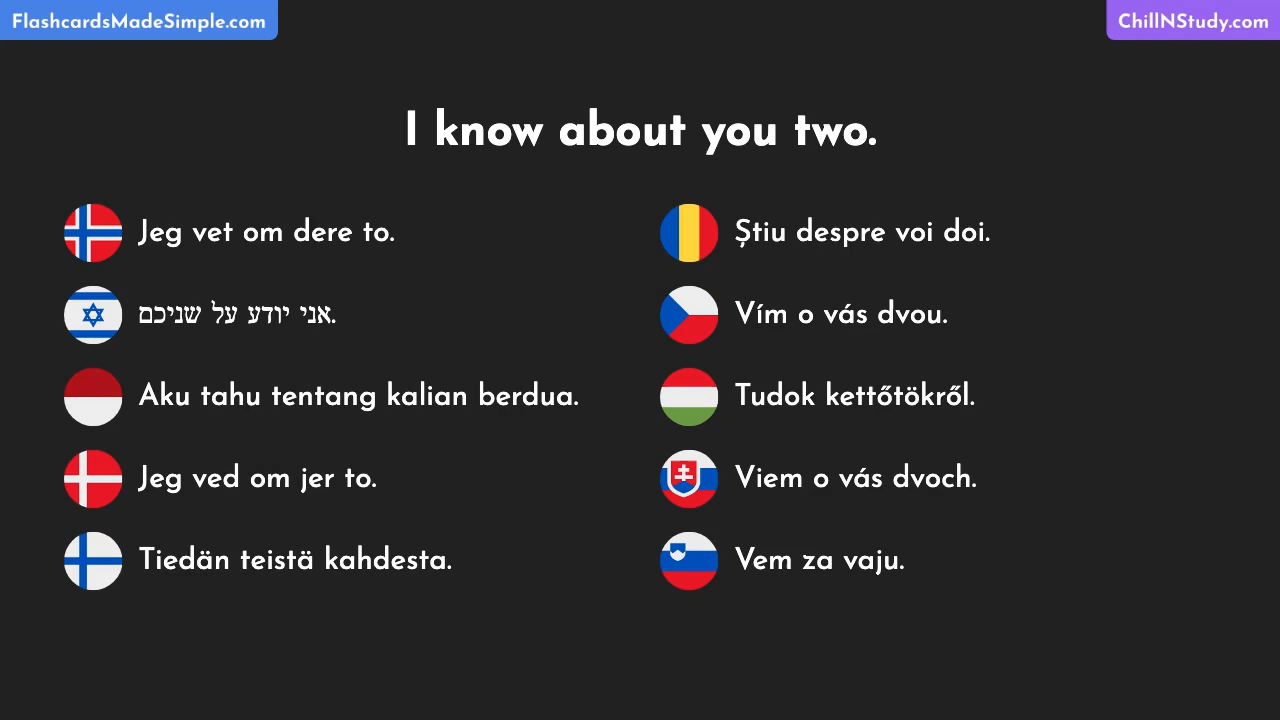 FlashcardsMadeSimple.com
ChillNStudy.com
I know about you two.
Jeg vet om dere to.
אני יודע על שניכם.
Aku tahu tentang kalian berdua.
Jeg ved om jer to.
Tiedän teistä kahdesta.
Știu despre voi doi.
Vím o vás dvou.
Tudok kettőtökről.
Viem o vás dvoch.
Vem za vaju.